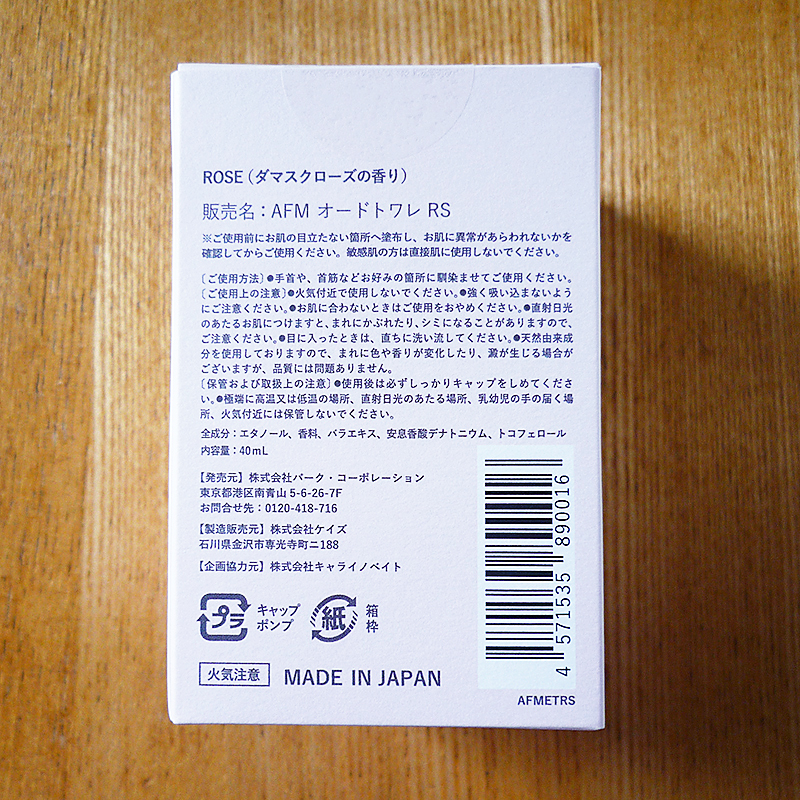 ROSE（ダマスクローズの香り）
販売名：AFM オードトワレ RS
※ご使用前にお肌の目立たない箇所へ塗布し、お肌に異常があらわれないかを
確認してからご使用ください。敏感肌の方は直接肌に使用しないでください。
〔ご使用方法〕●手首や、首筋などお好みの箇所に馴染ませてご使用ください。
〔ご使用上の注意〕●火気付近で使用しないでください。●強く吸い込まないよう
にご注意ください。●お肌に合わないときはご使用をおやめください。●直射日光
のあたるお肌につけますと、まれにかぶれたり、シミになることがありますので、
ご注意ください。●目に入ったときは、直ちに洗い流してください。●天然由来成
分を使用しておりますので、まれに色や香りが変化したり、澱が生じる場合が
ございますが、品質には問題ありません。
〔保管および取扱上の注意〕●使用後は必ずしっかりキャップをしめてくださ
い。●極端に高温又は低温の場所、直射日光のあたる場所、乳幼児の手の届く場
所、火気付近には保管しないでください。
全成分：エタノール、香料、バラエキス、安息香酸デナトニウム、トコフェロール
内容量：40mL
【発売元】株式会社パーク・コーポレーション
東京都港区南青山 5-6-26-7F
お問合せ先：0120-418-716
【製造販売元】株式会社ケイズ
石川県金沢市専光寺町ニ188
【企画協力元】株式会社キャライノベイト
プラ
キャップ
ポンプ
紙
箱
枠
火気注意
MADE IN JAPAN
4 571535 890016
AFMETRS